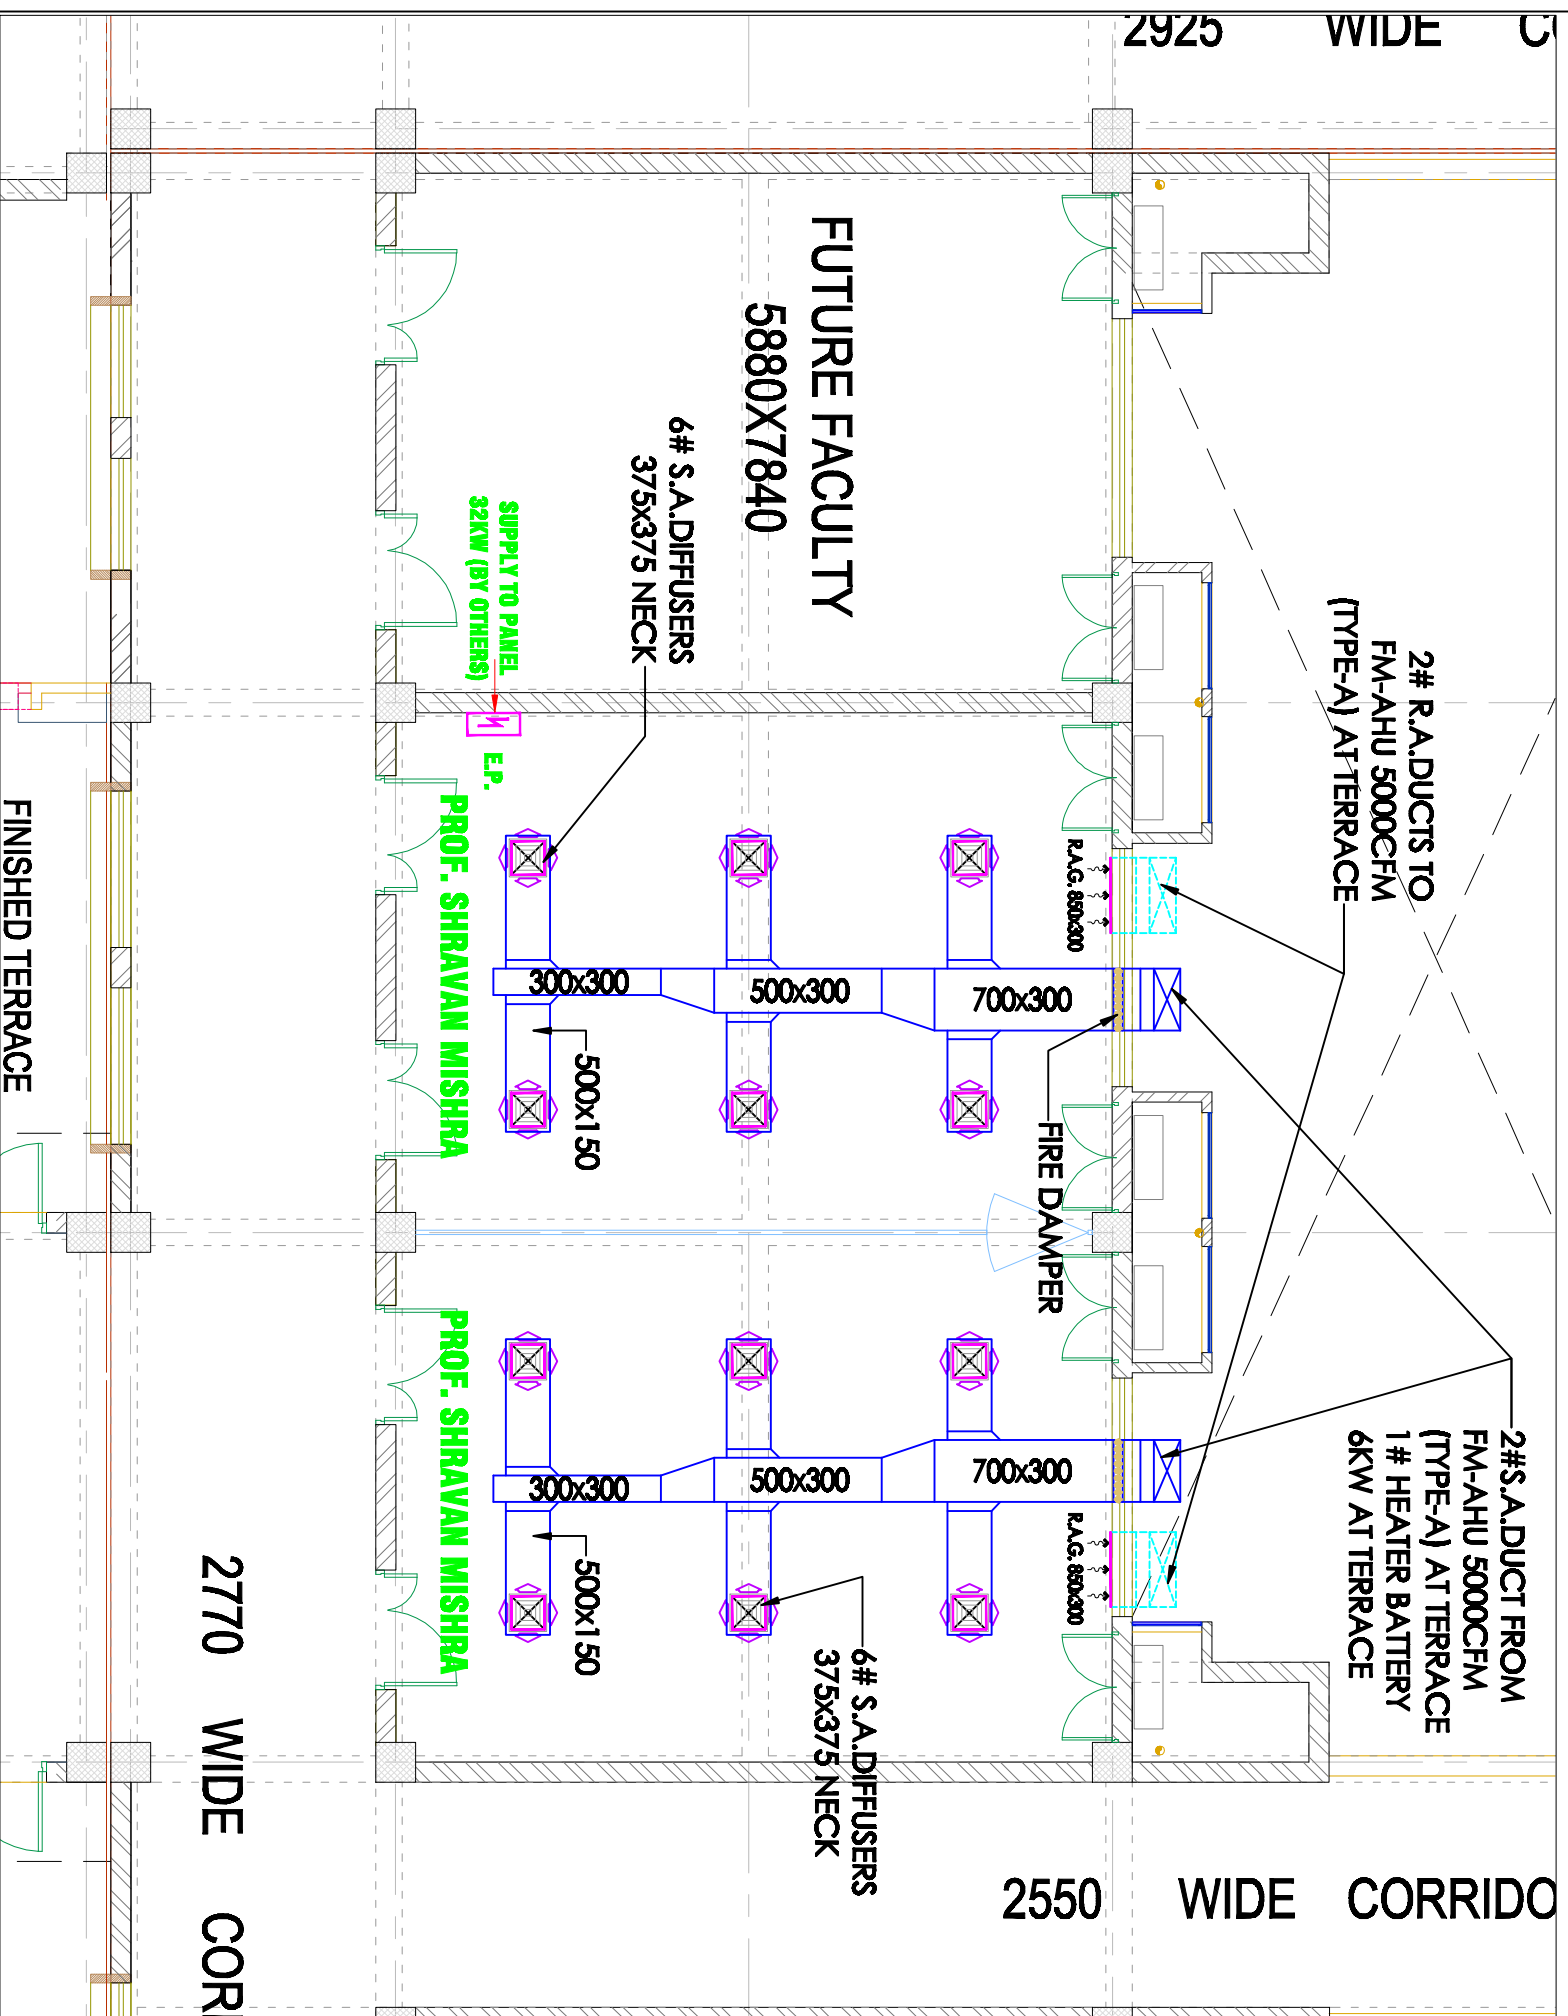 2925 WIDE
FUTURE FACULTY
5880X7840
6# S.A.DIFFUSERS
375x375 NECK
SUPPLY TO PANEL
32KW (BY OTHERS)
E.P.
2# R.A.DUCTS TO
FM-AHU 5000CFM
(TYPE-A) AT TERRACE
R.A.G. 850x300
300x300
500x300
700x300
500x150
FIRE DAMPER
PROF. SHRAVAN MISHRA
FINISHED TERRACE
PROF. SHRAVAN MISHRA
300x300
500x300
700x300
500x150
R.A.G. 850x300
2#S.A.DUCT FROM
FM-AHU 5000CFM
(TYPE-A) AT TERRACE
1# HEATER BATTERY
6KW AT TERRACE
6# S.A.DIFFUSERS
375x375 NECK
2770 WIDE COR
2550 WIDE CORRIDO